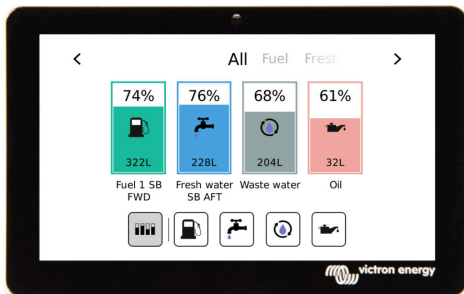 All Fuel Fresh
74% 76% 68% 61%
322L 228L 204L 32L
Fuel 1 SB Fresh water Waste water Oil
FWD SB AFT
victron energy